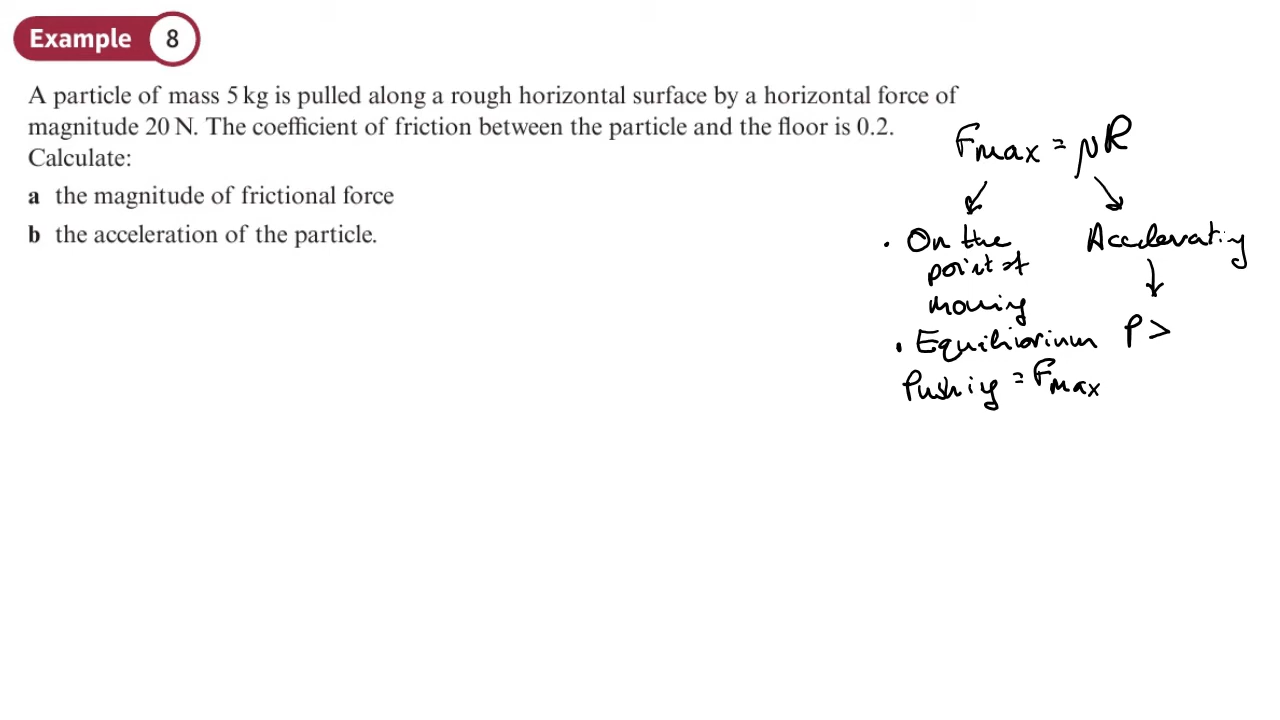 Example 8
A particle of mass 5 kg is pulled along a rough horizontal surface by a horizontal force of
magnitude 20 N. The coefficient of friction between the particle and the floor is 0.2.
Calculate:
a the magnitude of frictional force
b the acceleration of the particle.
Fmax = μR
• On the
point of
moving
• Equilibrium
Pushing = Fmax
Accelerating
P >